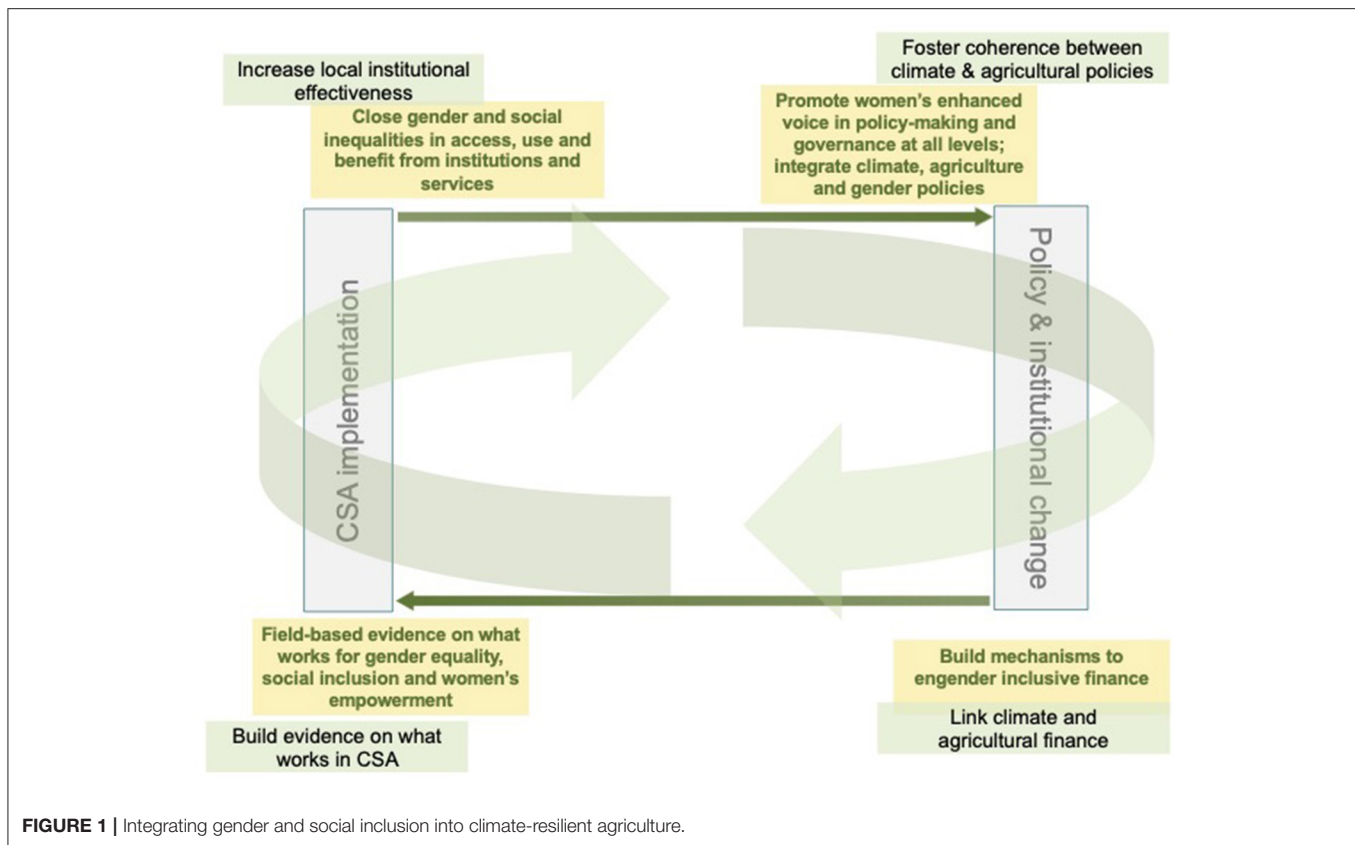 Increase local institutional
effectiveness
Close gender and social
inequalities in access, use and
benefit from institutions and
services
Foster coherence between
climate & agricultural policies
Promote women's enhanced
voice in policy-making and
governance at all levels;
integrate climate, agriculture
and gender policies
CSA implementation
Policy & institutional change
Field-based evidence on what
works for gender equality,
social inclusion and women's
empowerment
Build evidence on what
works in CSA
Build mechanisms to
engender inclusive finance
Link climate and
agricultural finance
FIGURE 1 | Integrating gender and social inclusion into climate-resilient agriculture.